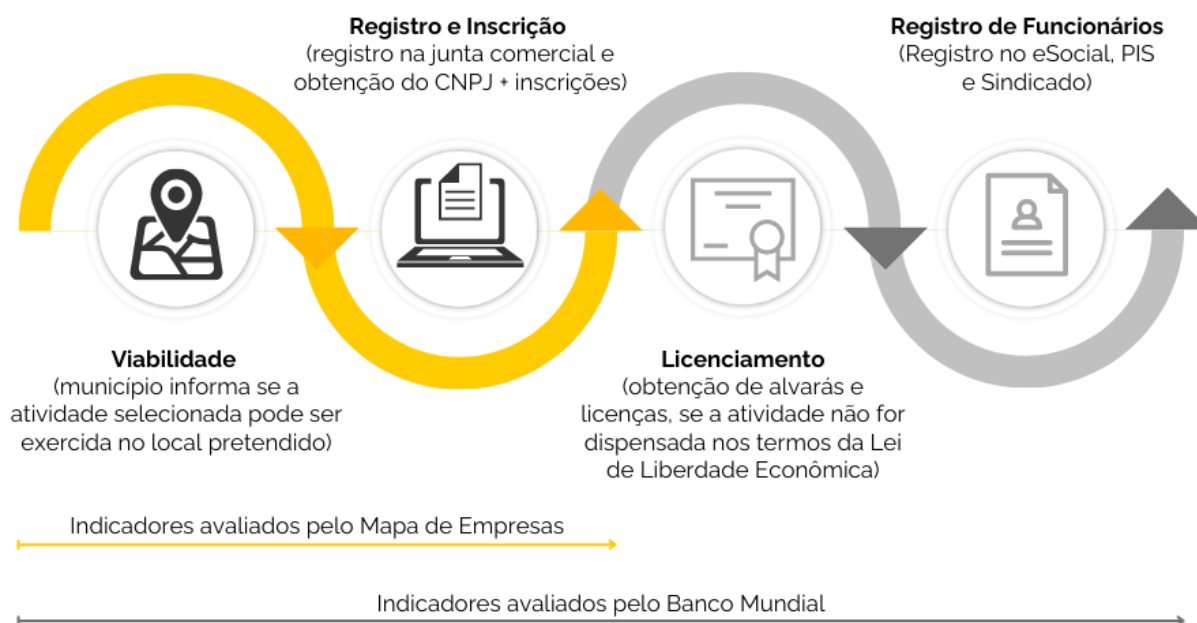 Registro e Inscrição
(registro na junta comercial e
obtenção do CNPJ + inscrições)
Registro de Funcionários
(Registro no eSocial, PIS
e Sindicado)
Viabilidade
(município informa se a
atividade selecionada pode ser
exercida no local pretendido)
Licenciamento
(obtenção de alvarás e
licenças, se a atividade não for
dispensada nos termos da Lei
de Liberdade Econômica)
Indicadores avaliados pelo Mapa de Empresas
Indicadores avaliados pelo Banco Mundial